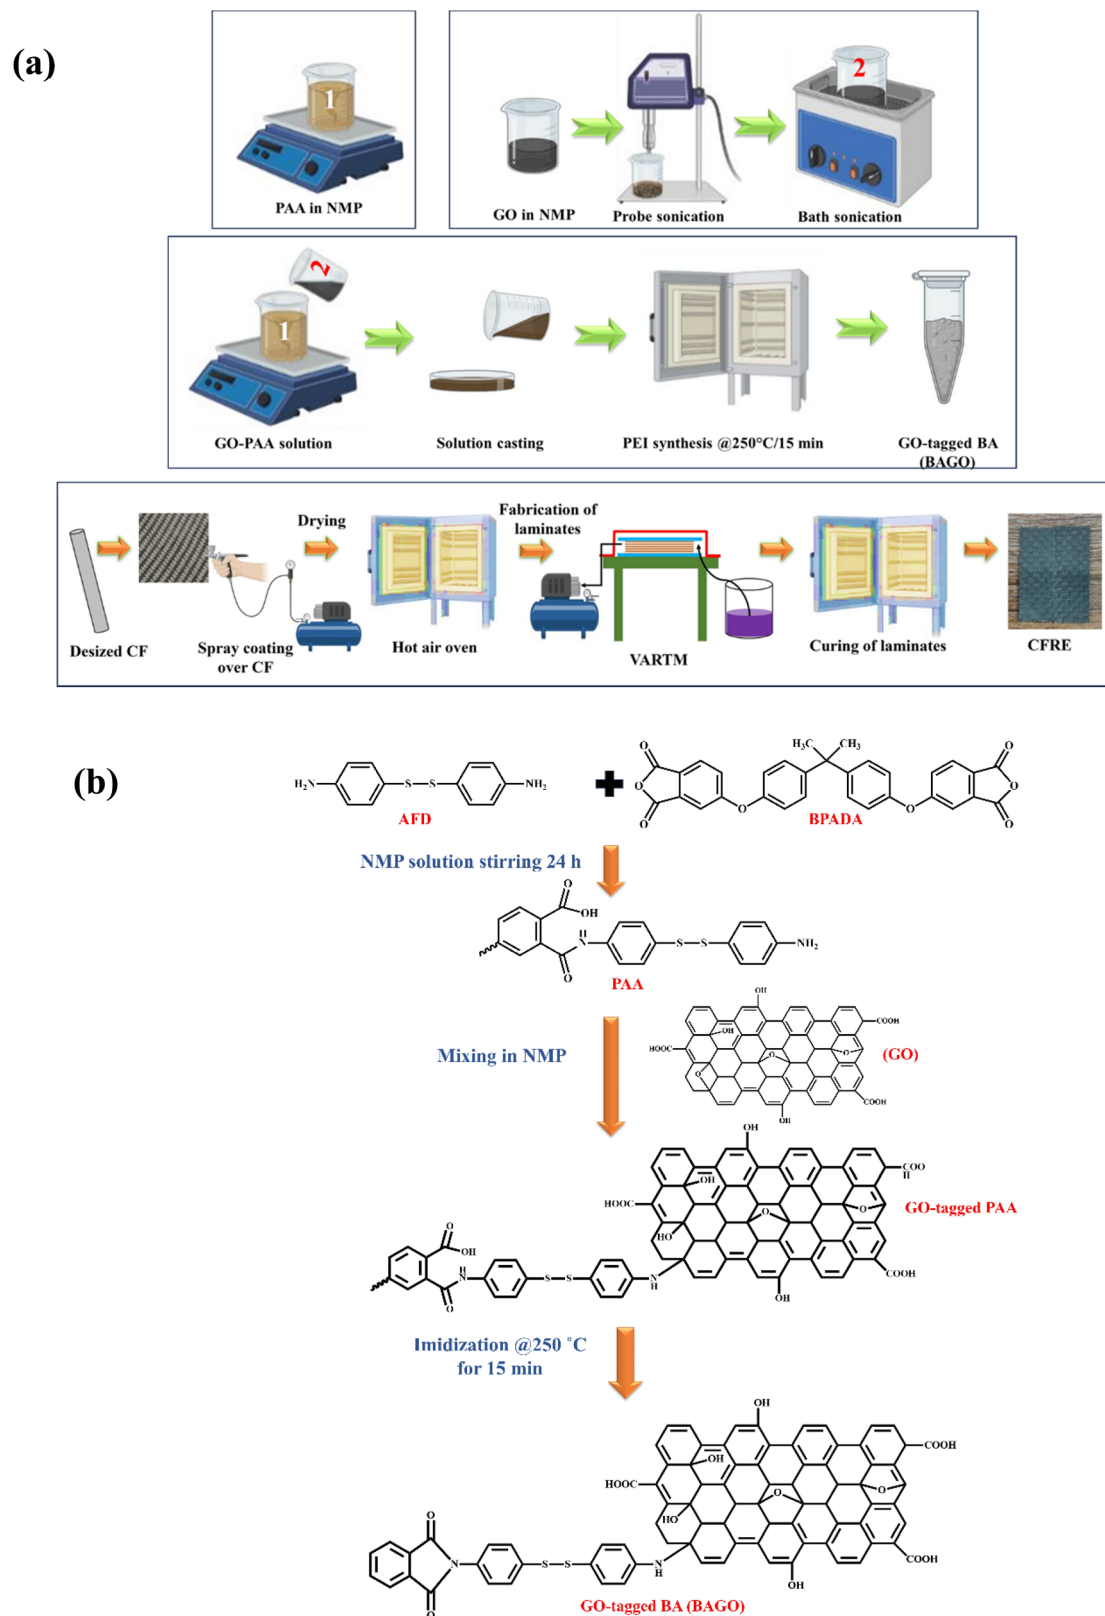 (a)
1
PAA in NMP
2
GO in NMP
Probe sonication
Bath sonication
2
1
GO-PAA solution
Solution casting
PEI synthesis @250°C/15 min
GO-tagged BA
(BAGO)
Desized CF
Spray coating
over CF
Drying
Hot air oven
Fabrication of
laminates
VARTM
Curing of laminates
CFRE
(b)
H₂N
S—S
NH₂
AFD
O
O
O
O
H₃C
CH₃
O
O
O
O
BPADA
NMP solution stirring 24 h
O
OH
H
N
O
S—S
NH₂
PAA
Mixing in NMP
OH
OH
COOH
HOOC
O
O
O
COOH
OH
(GO)
OH
COO
H
OH
HOOC
O
O
HO
COOH
OH
GO-tagged PAA
O
OH
H
N
O
S—S
N
H
Imidization @250 °C
for 15 min
OH
COOH
OH
HOOC
O
O
HO
COOH
OH
O
N
O
S—S
N
H
GO-tagged BA (BAGO)